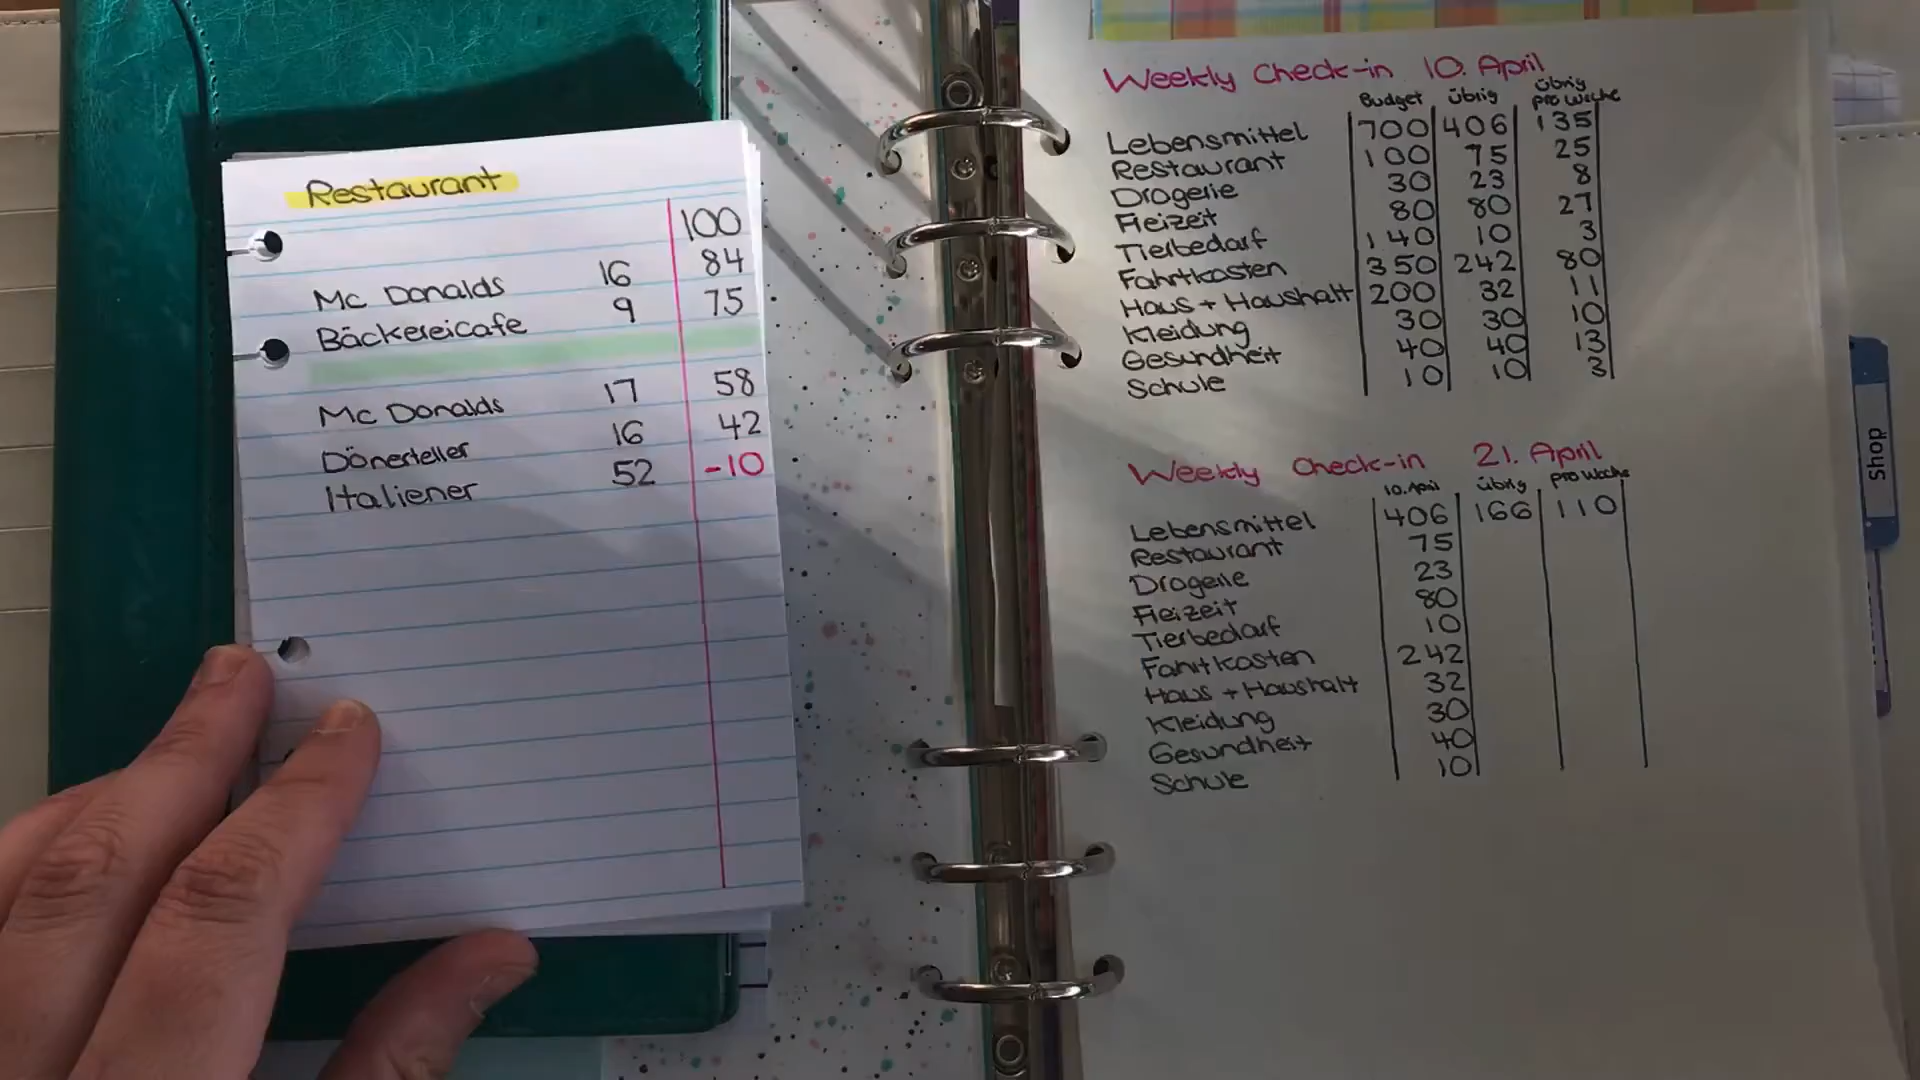 Restaurant
100
Mc Donalds 16 84
Bäckereicafe 9 75
Mc Donalds 17 58
Dönerteller 16 42
Italiener 52 -10
Weekly Check-in 10. April
Budget übrig übrig pro Woche
Lebensmittel 700 406 135
Restaurant 100 75 25
Drogerie 30 23 8
Freizeit 80 80 27
Tierbedarf 140 10 3
Fahrtkosten 350 242 80
Haus + Haushalt 200 32 11
Kleidung 30 30 10
Gesundheit 40 40 13
Schule 10 10 3
Weekly Check-in 21. April
10. April übrig pro Woche
Lebensmittel 406 166 110
Restaurant 75
Drogerie 23
Freizeit 80
Tierbedarf 10
Fahrtkosten 242
Haus + Haushalt 32
Kleidung 30
Gesundheit 40
Schule 10
Shop